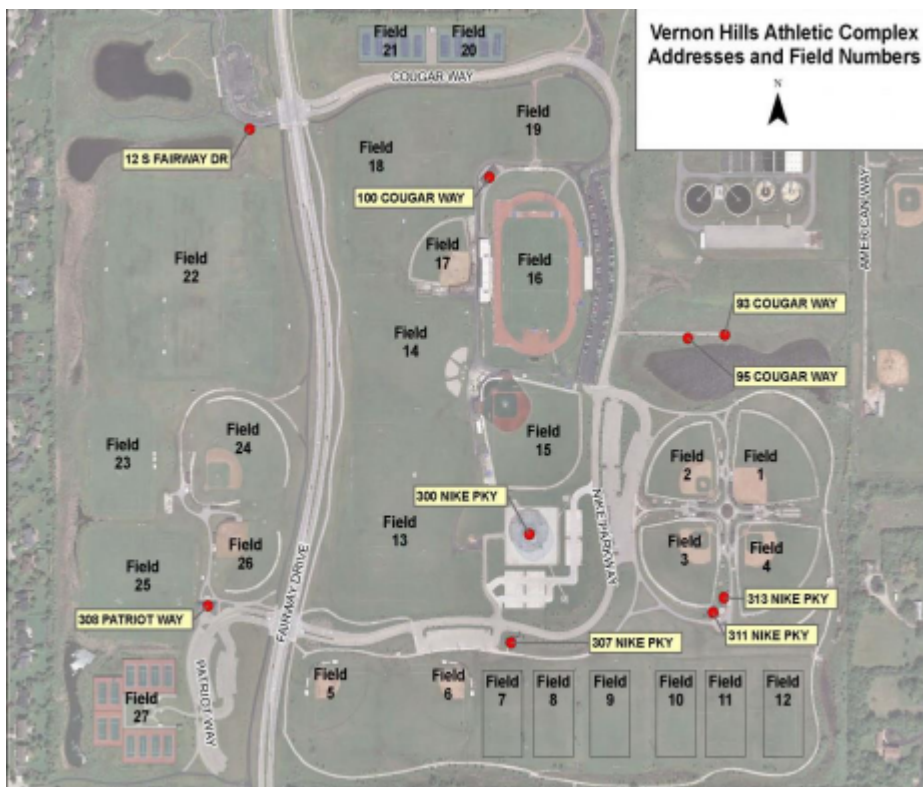 Vernon Hills Athletic Complex
Addresses and Field Numbers
N
Field
21
Field
20
COUGAR WAY
Field
19
12 S FAIRWAY DR
Field
18
100 COUGAR WAY
AMERICAN WAY
Field
17
Field
16
Field
22
93 COUGAR WAY
Field
14
95 COUGAR WAY
Field
24
Field
23
Field
15
Field
2
Field
1
300 NIKE PKY
NIKE PARKWAY
Field
13
Field
26
Field
25
Field
3
Field
4
FAIRWAY DRIVE
313 NIKE PKY
308 PATRIOT WAY
311 NIKE PKY
307 NIKE PKY
PATRIOT WAY
Field
5
Field
6
Field
7
Field
8
Field
9
Field
10
Field
11
Field
12
Field
27